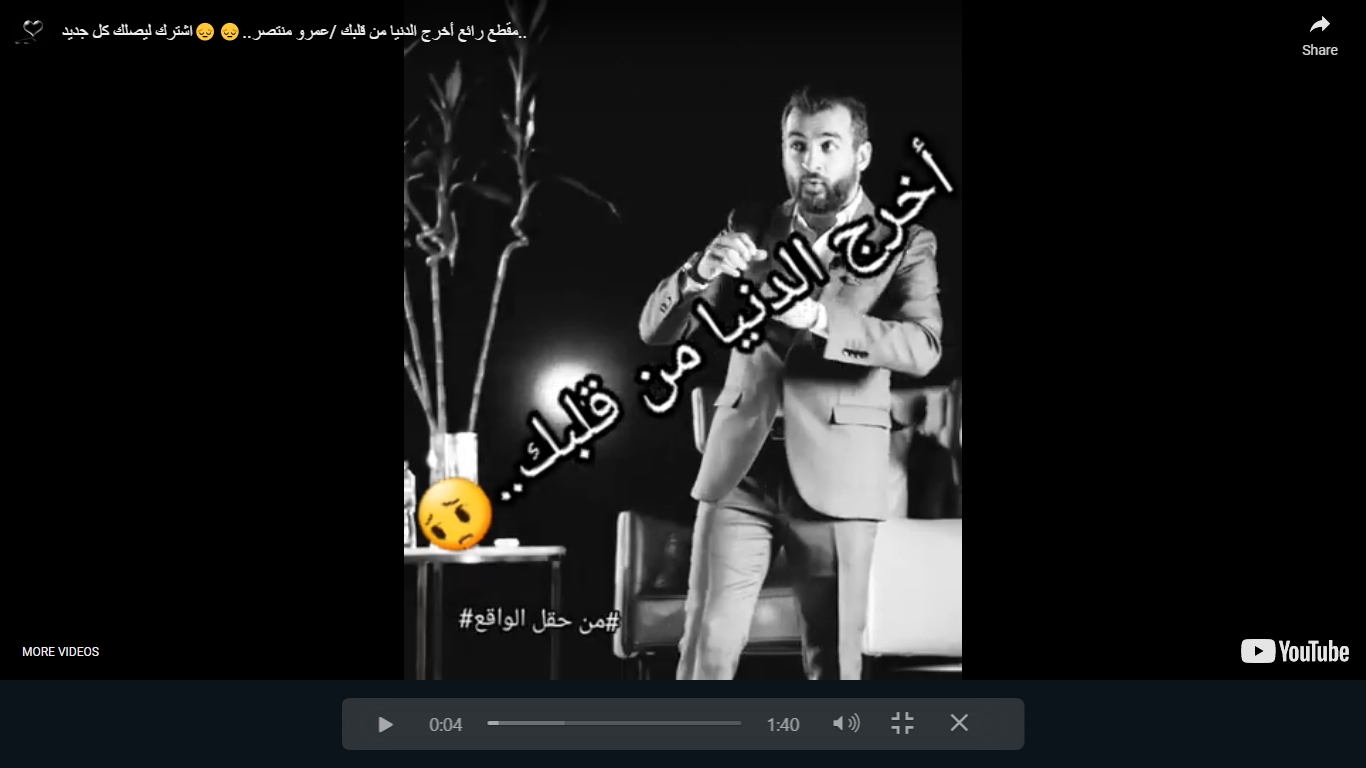 مقطع رائع أخرج الدنيا من قلبك /عمرو منتصر.. 😔 😔 اشترك ليصلك كل جديد..
Share
أخرج الدنيا من قلبك..
#من حقل الواقع#
MORE VIDEOS
YouTube
0:04
1:40